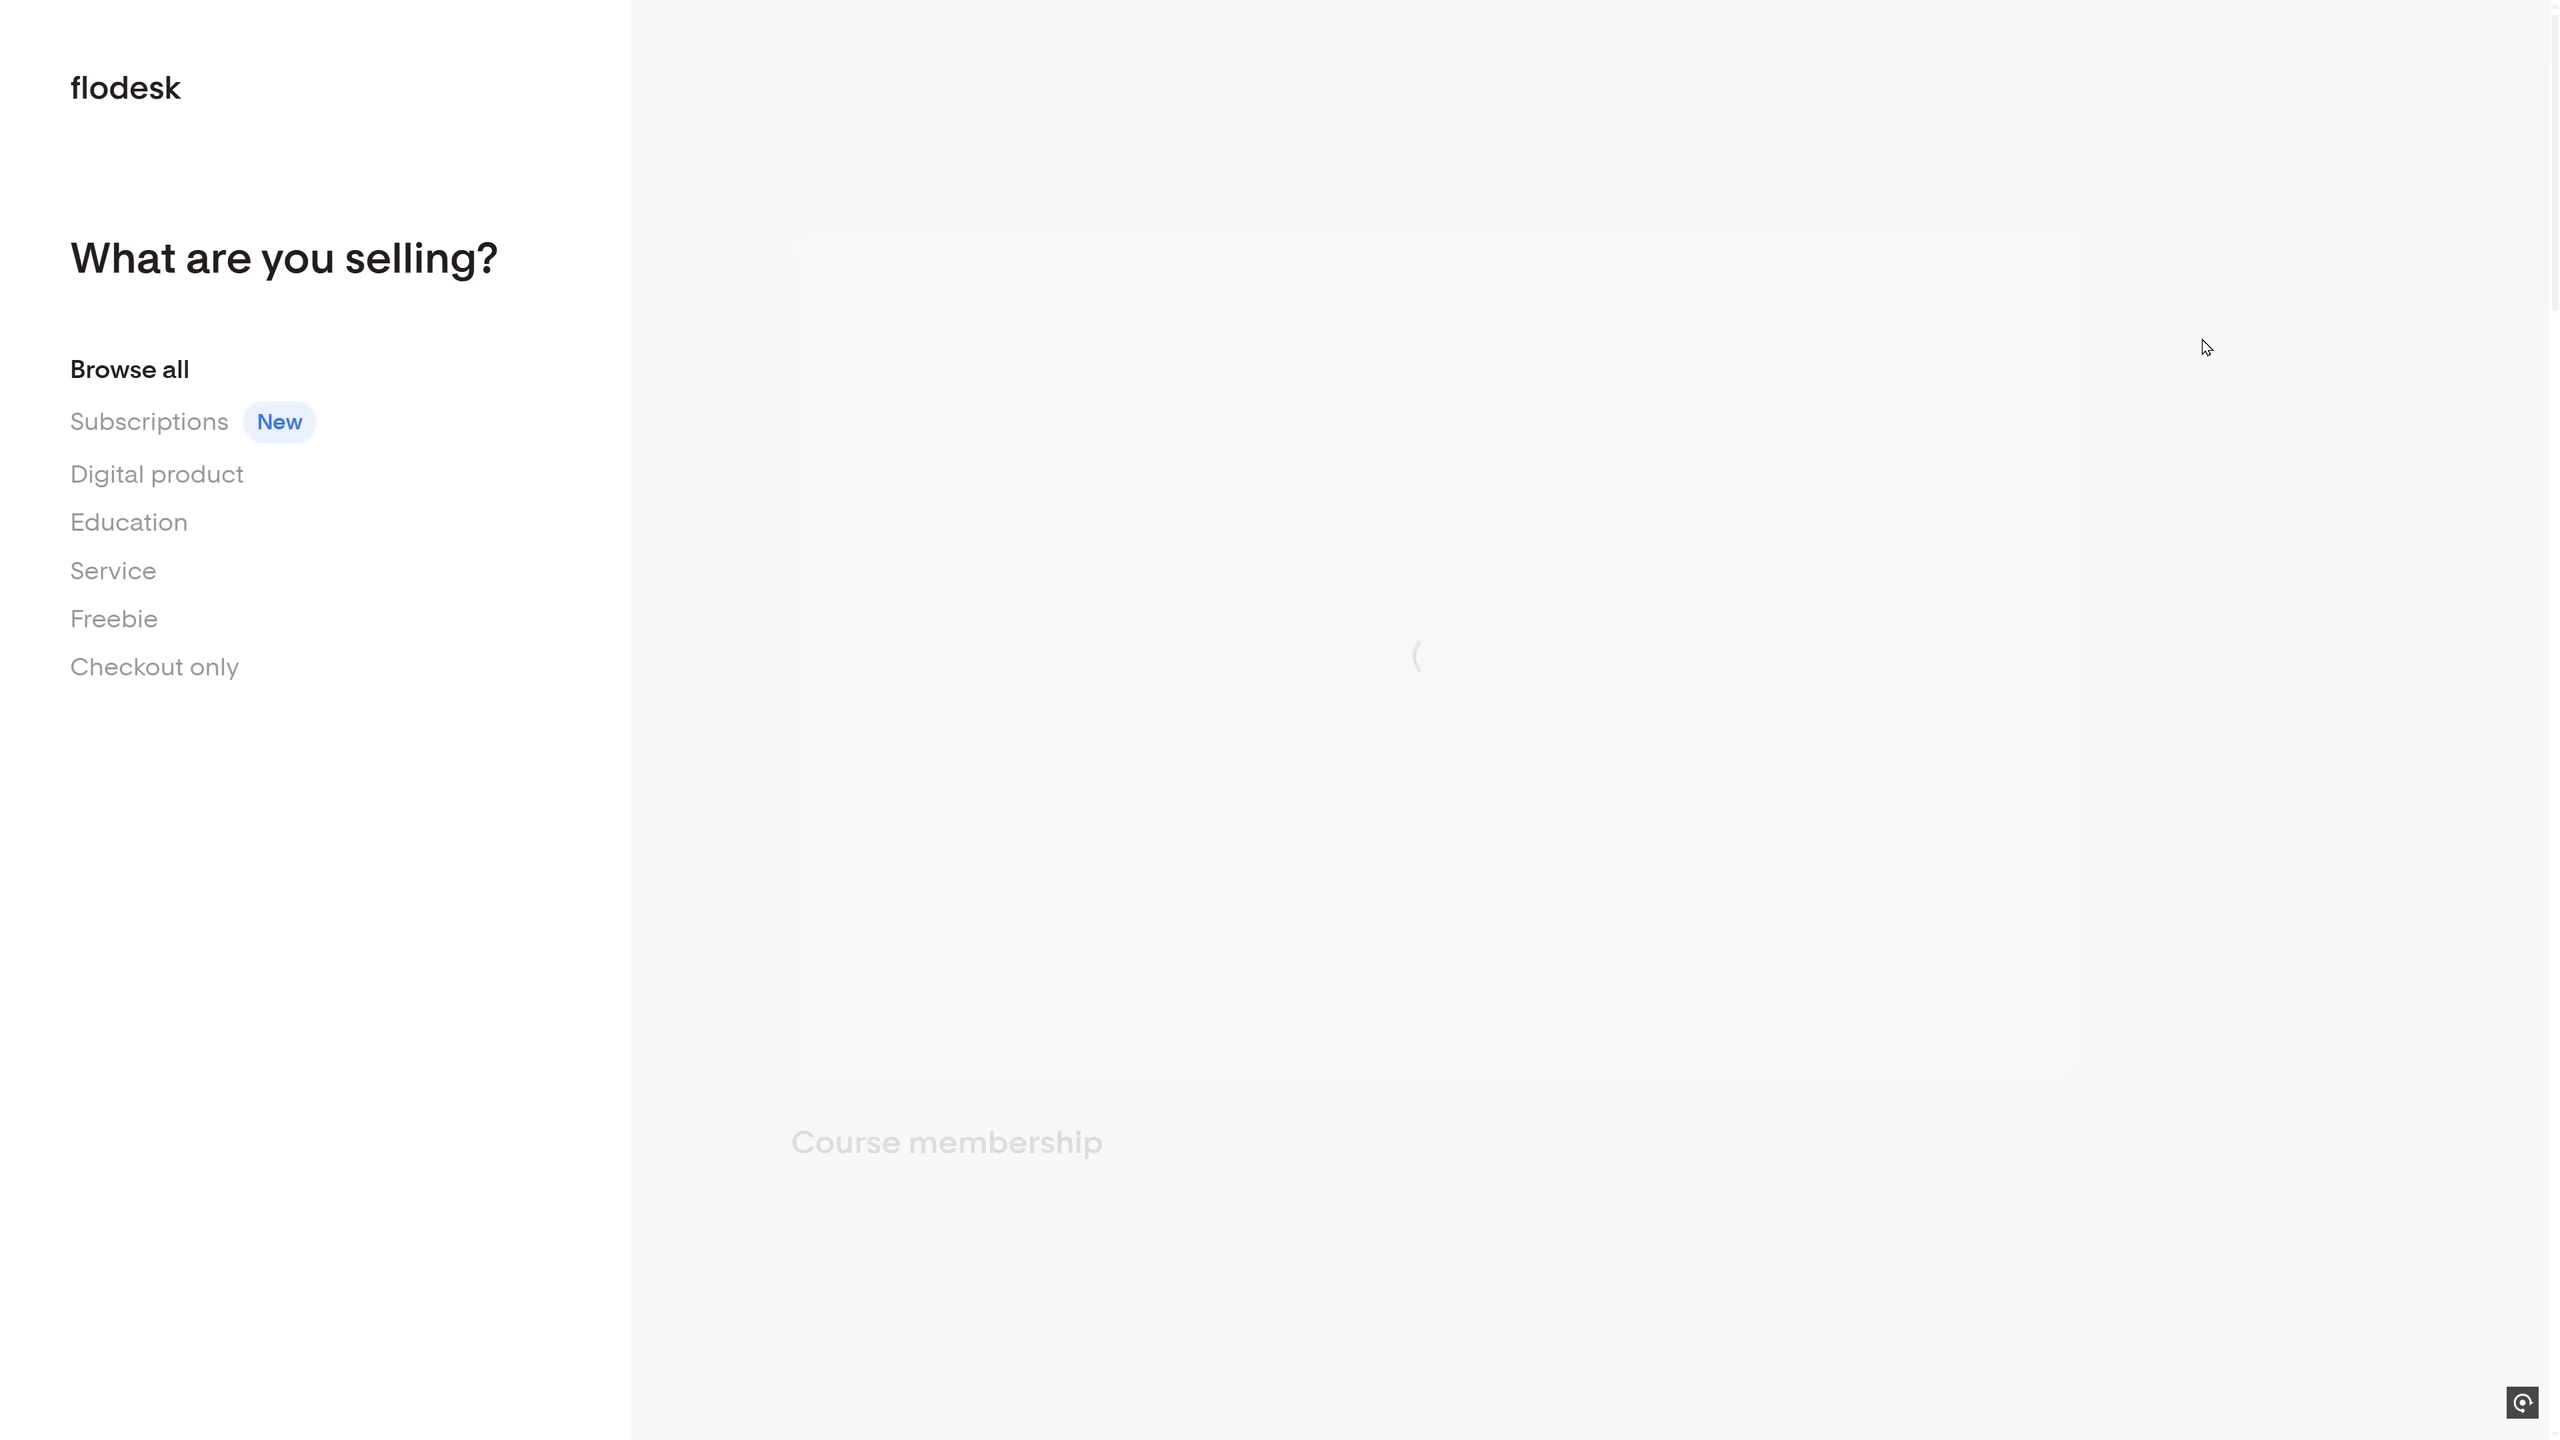 flodesk
What are you selling?
Browse all
Subscriptions New
Digital product
Education
Service
Freebie
Checkout only
Course membership